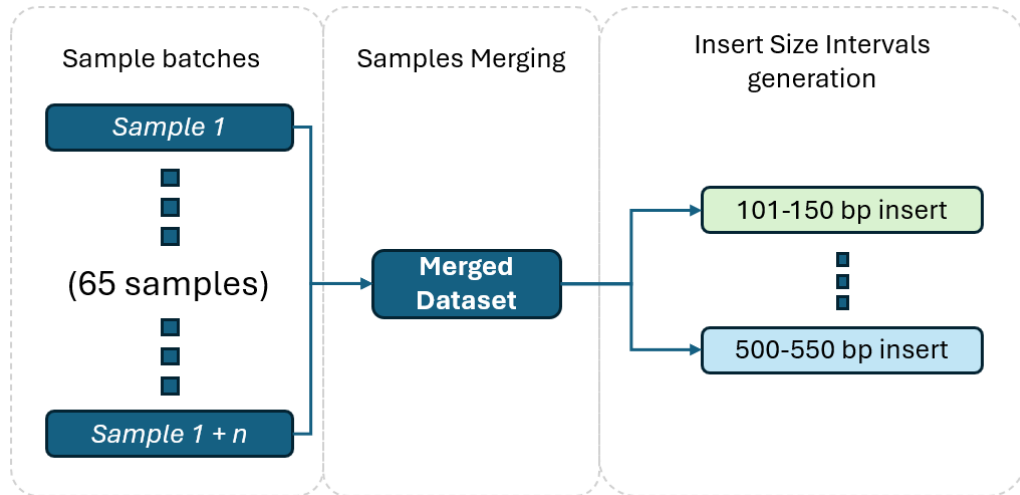 Sample batches
Sample 1
(65 samples)
Sample 1 + n
Samples Merging
Merged
Dataset
Insert Size Intervals
generation
101-150 bp insert
500-550 bp insert